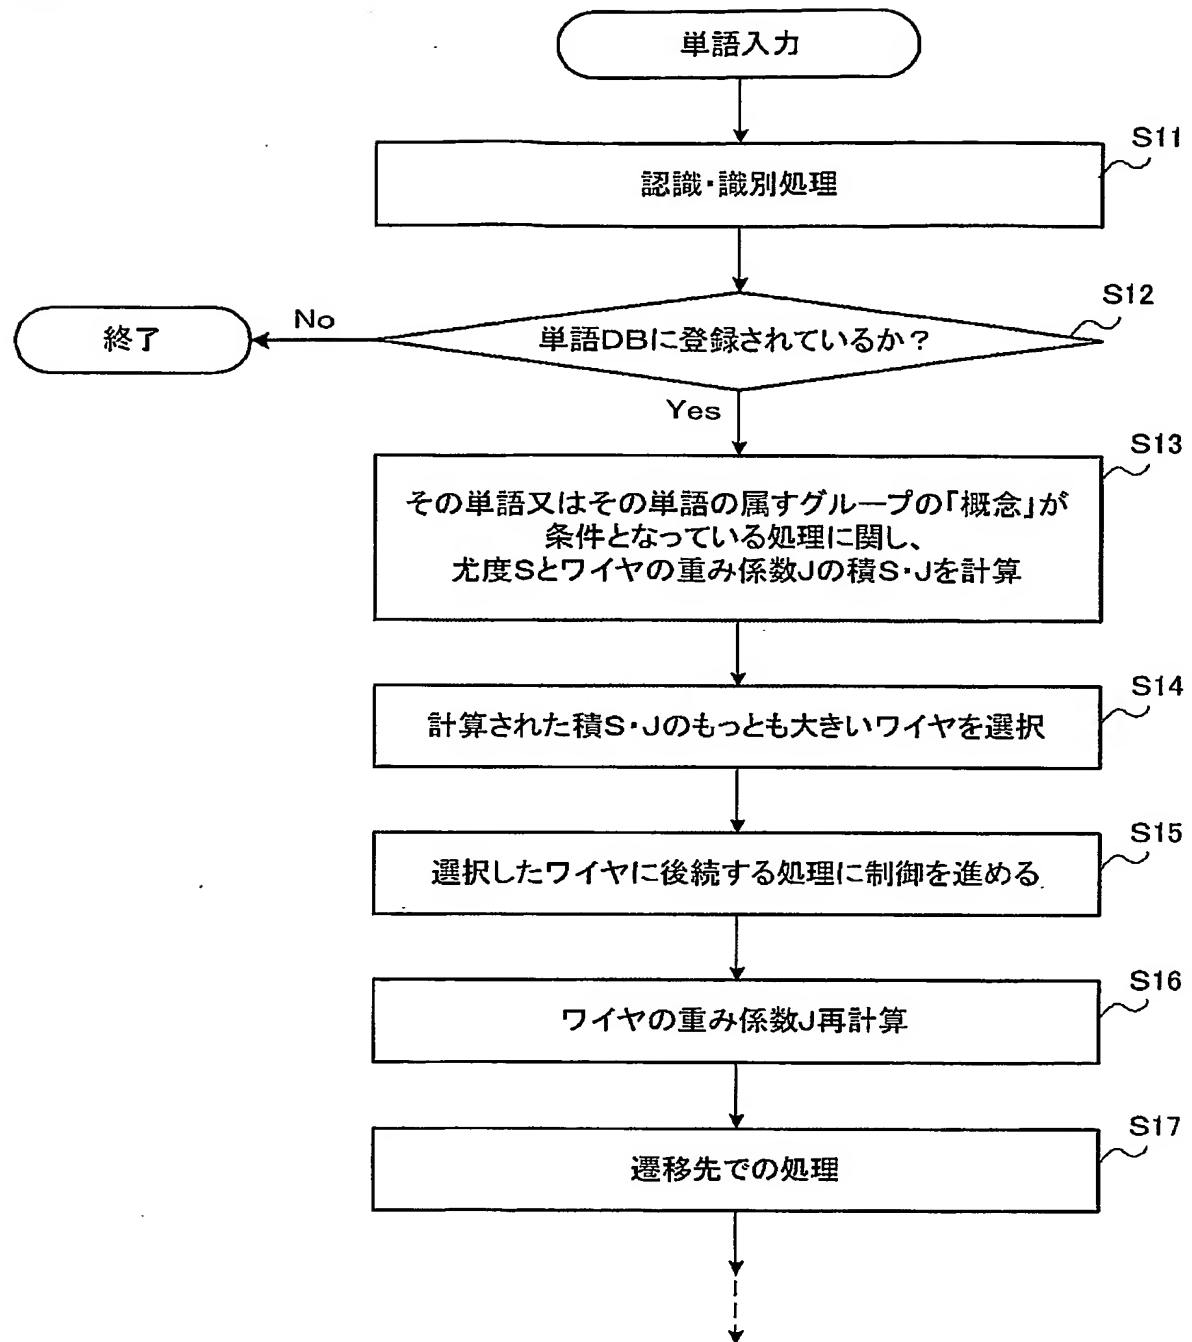 単語入力
S11
認識・識別処理
S12
単語DBに登録されているか？
No
終了
Yes
S13
その単語又はその単語の属すグループの「概念」が
条件となっている処理に関し、
尤度Sとワイヤの重み係数Jの積S・Jを計算
S14
計算された積S・Jのもっとも大きいワイヤを選択
S15
選択したワイヤに後続する処理に制御を進める
S16
ワイヤの重み係数J再計算
S17
遷移先での処理